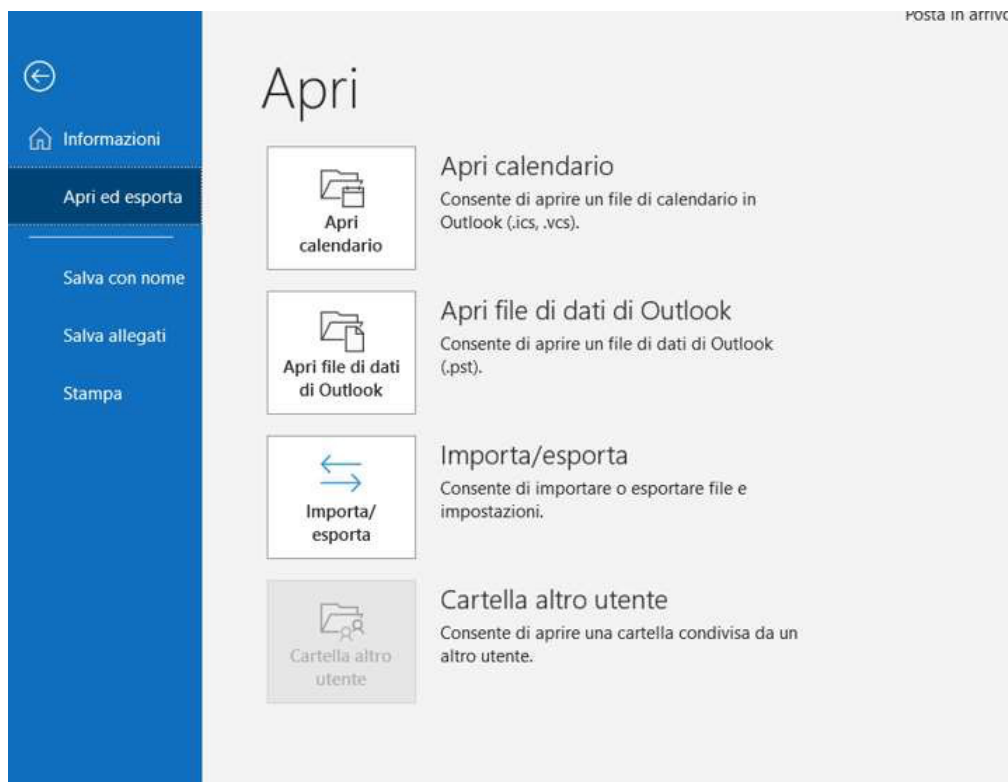 Posta in arrivo
Informazioni
Apri ed esporta
Salva con nome
Salva allegati
Stampa
Apri
Apri
calendario
Apri calendario
Consente di aprire un file di calendario in
Outlook (.ics, .vcs).
Apri file di dati
di Outlook
Apri file di dati di Outlook
Consente di aprire un file di dati di Outlook
(.pst).
Importa/
esporta
Importa/esporta
Consente di importare o esportare file e
impostazioni.
Cartella altro
utente
Cartella altro utente
Consente di aprire una cartella condivisa da un
altro utente.